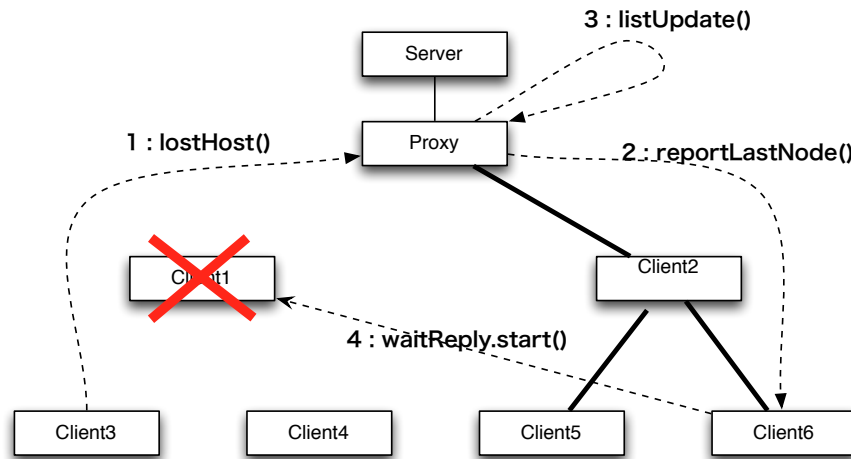 3 : listUpdate()
Server
1 : lostHost()
Proxy
2 : reportLastNode()
Client1
Client2
4 : waitReply.start()
Client3
Client4
Client5
Client6